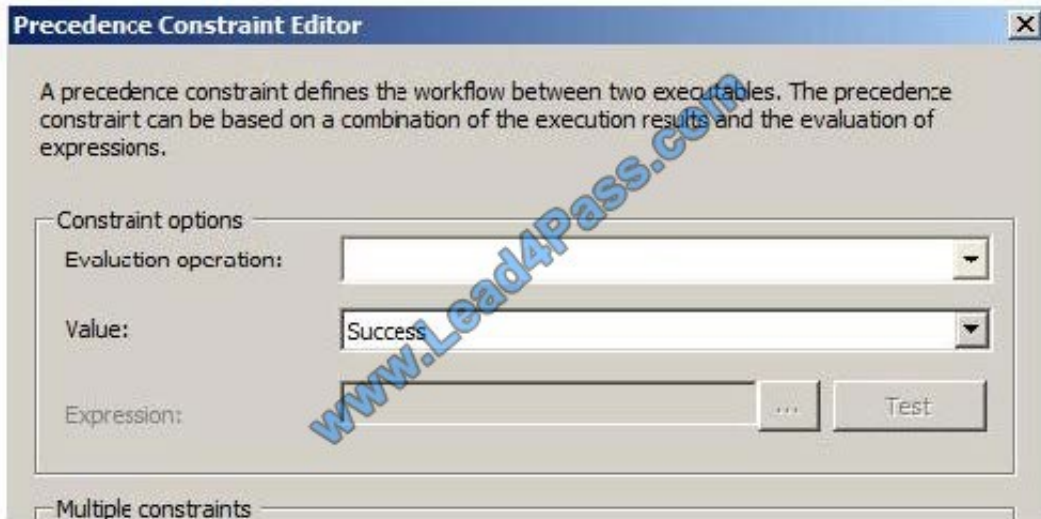 Precedence Constraint Editor
A precedence constraint defines the workflow between two executables. The precedence
constraint can be based on a combination of the execution results and the evaluation of
expressions.
Constraint options
Evaluation operation:
Value:
Success
Expression:
...
Test
Multiple constraints
www.Lead4Pass.com